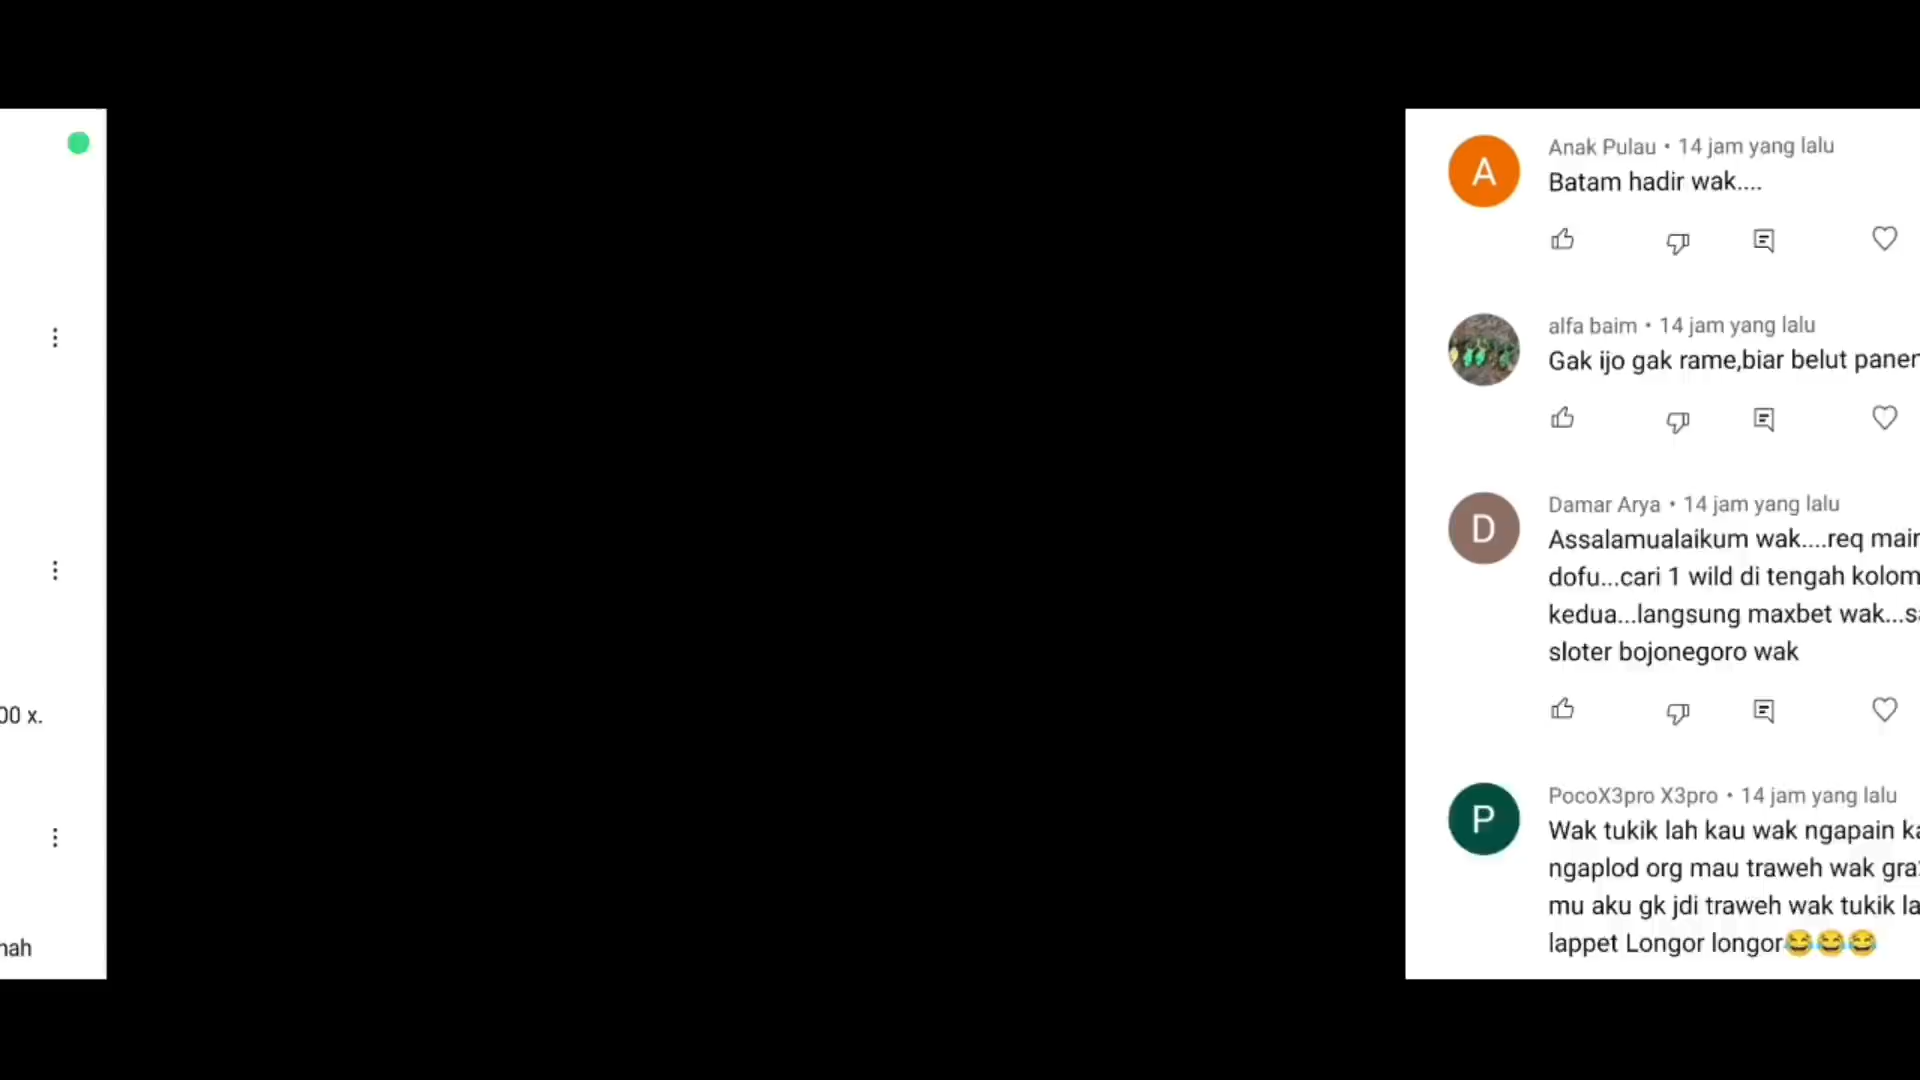 00 x.
nah
A
Anak Pulau • 14 jam yang lalu
Batam hadir wak....
alfa baim • 14 jam yang lalu
Gak ijo gak rame,biar belut panen
D
Damar Arya • 14 jam yang lalu
Assalamualaikum wak....req main
dofu...cari 1 wild di tengah kolom
kedua...langsung maxbet wak...
sloter bojonegoro wak
P
PocoX3pro X3pro • 14 jam yang lalu
Wak tukik lah kau wak ngapain
ngaplod org mau traweh wak
mu aku gk jdi traweh wak tukik
lappet Longor longor😂😂😂